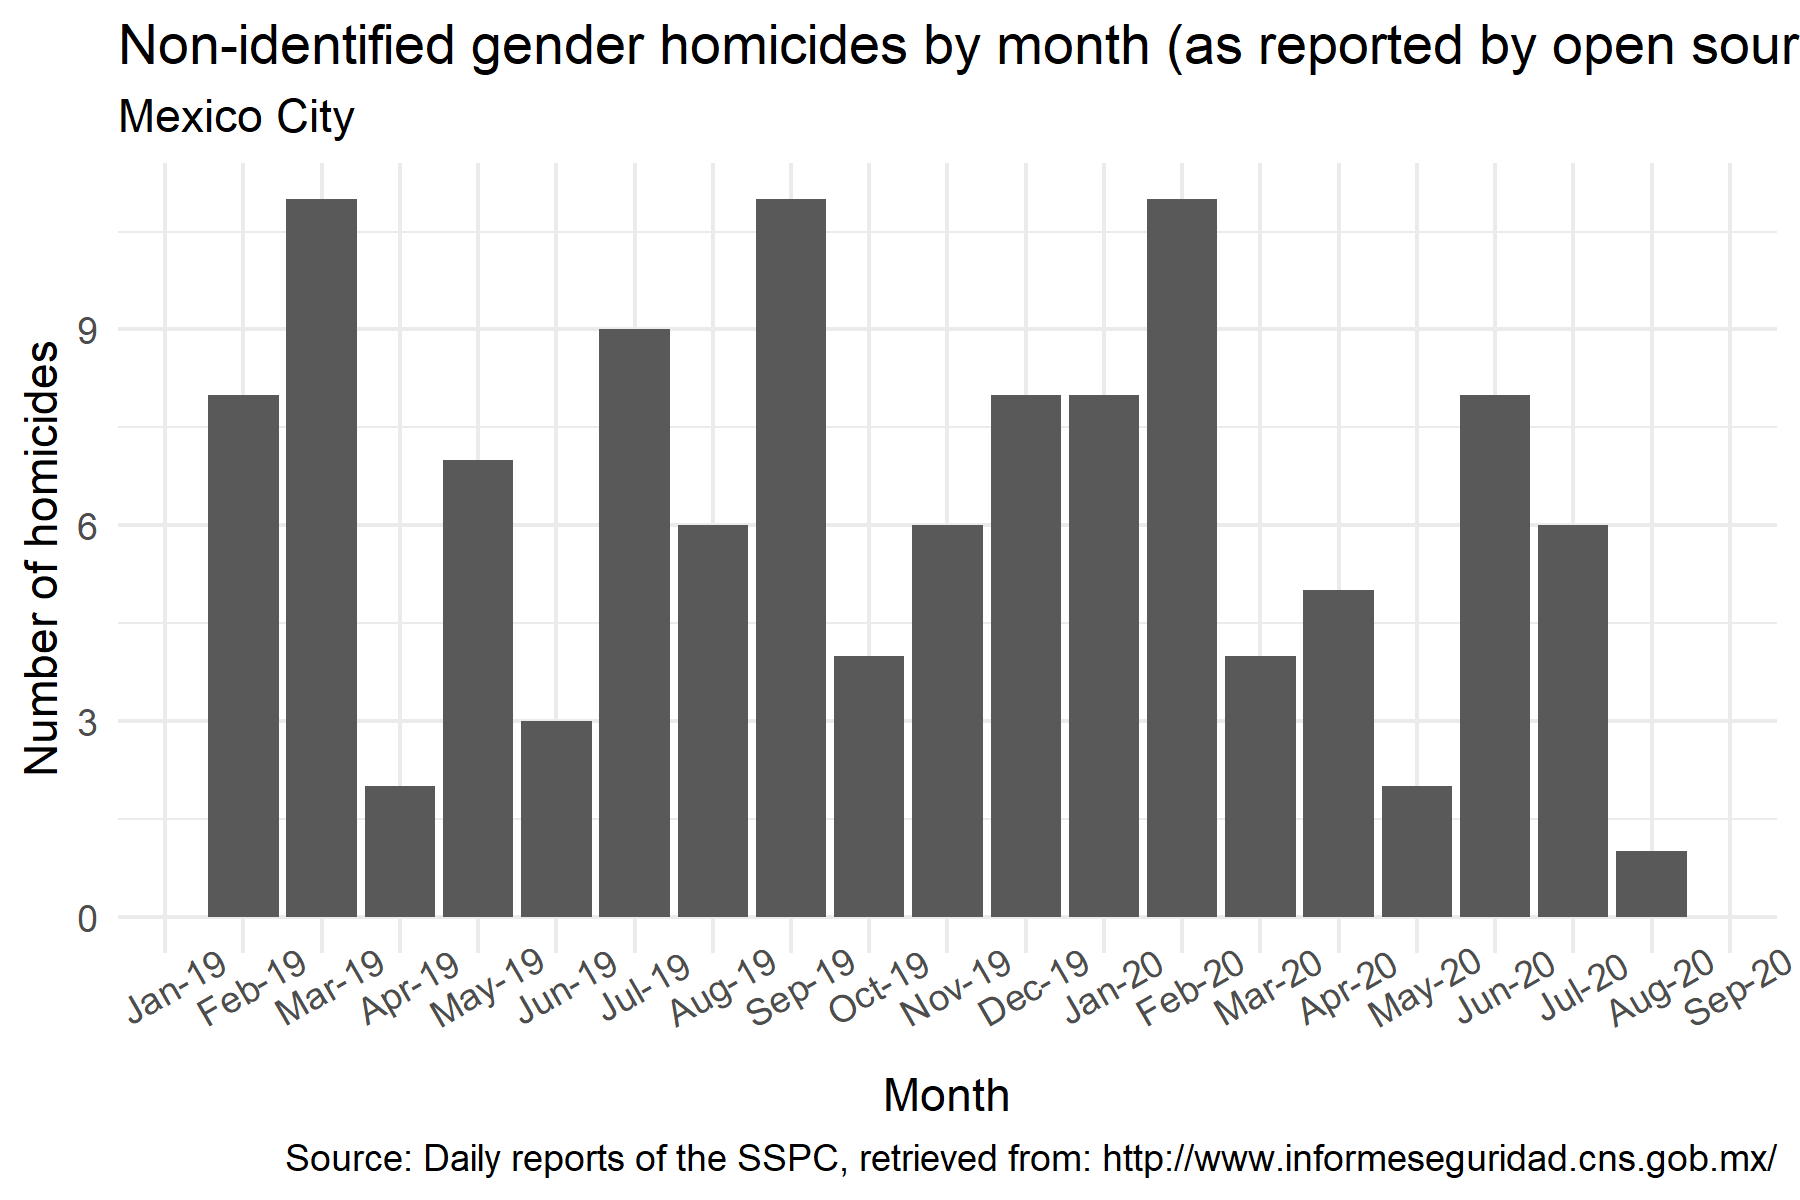 Non-identified gender homicides by month (as reported by open sour
Mexico City
Number of homicides
9
6
3
0
Jan-19
Feb-19
Mar-19
Apr-19
May-19
Jun-19
Jul-19
Aug-19
Sep-19
Oct-19
Nov-19
Dec-19
Jan-20
Feb-20
Mar-20
Apr-20
May-20
Jun-20
Jul-20
Aug-20
Sep-20
Month
Source: Daily reports of the SSPC, retrieved from: http://www.informeseguridad.cns.gob.mx/